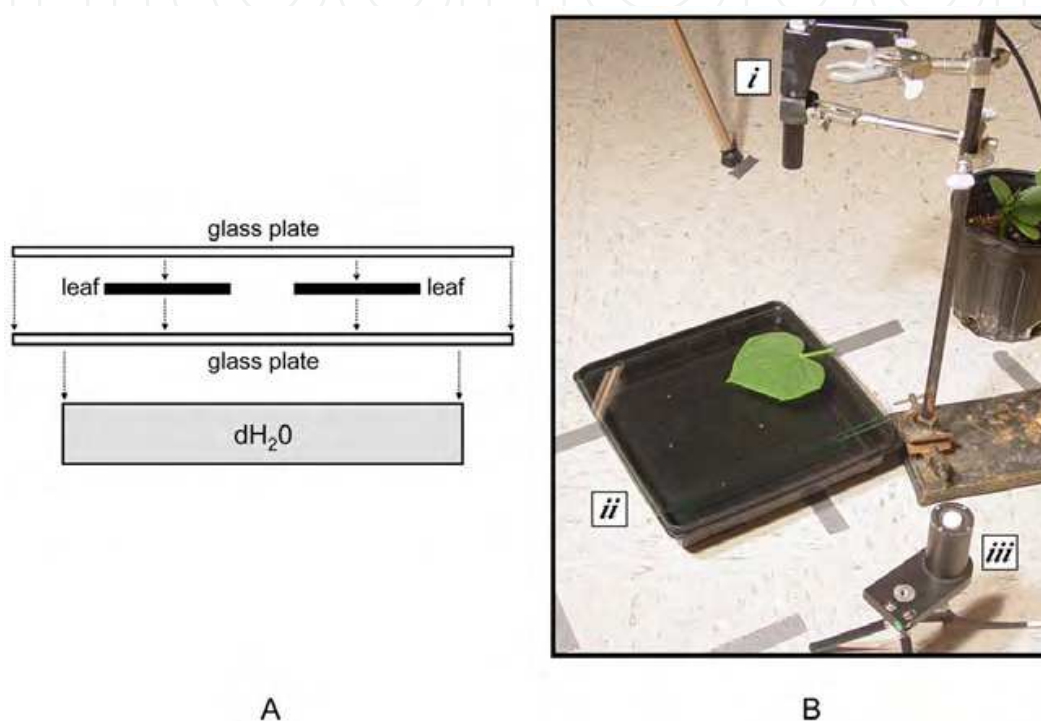 glass plate
leaf
leaf
glass plate
dH₂0
A
i
ii
iii
B